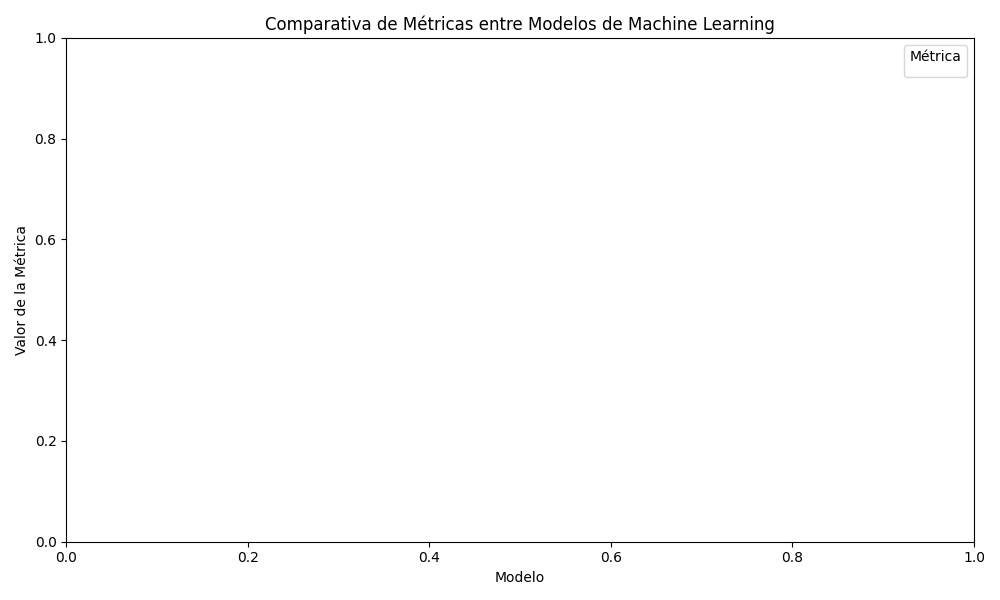 Comparativa de Métricas entre Modelos de Machine Learning
Métrica
Valor de la Métrica
1.0
0.8
0.6
0.4
0.2
0.0
0.0 0.2 0.4 0.6 0.8 1.0
Modelo